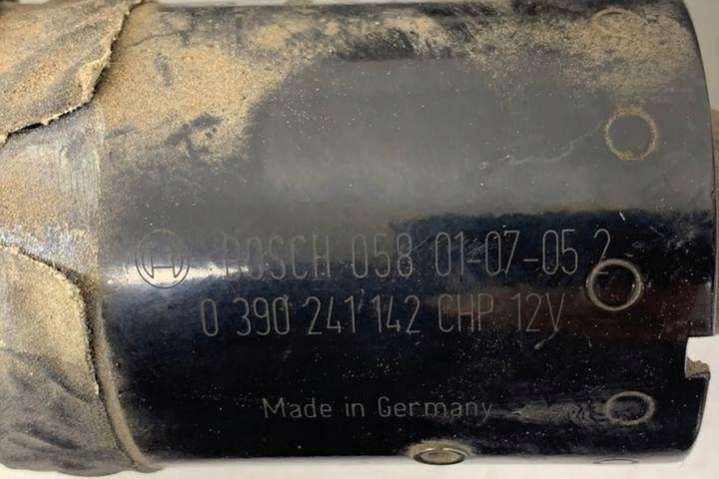 BOSCH 058 01-07-05 2
0 390 241 142 CHP 12V
Made in Germany